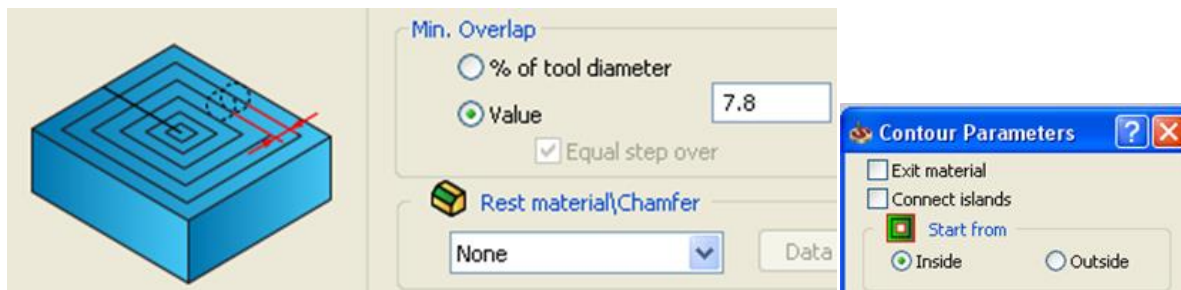 Min. Overlap
% of tool diameter
Value
7.8
Equal step over
Rest material\Chamfer
None
Data
Contour Parameters
?
Exit material
Connect islands
Start from
Inside Outside